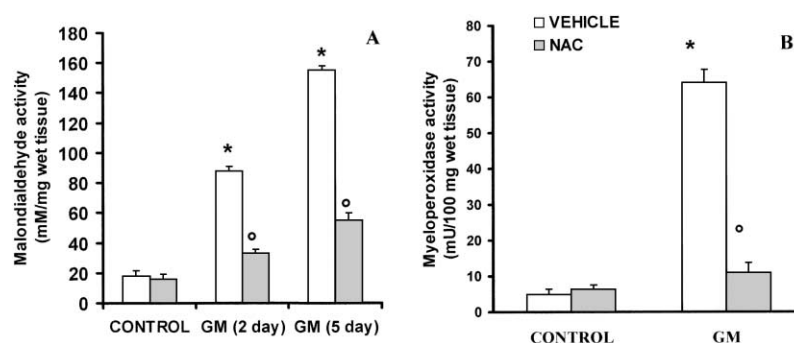 A
Malondialdehyde activity
(mM/mg wet tissue)
180
160
140
120
100
80
60
40
20
0
*
*
°
°
CONTROL GM (2 day) GM (5 day)
VEHICLE
NAC
B
Myeloperoxidase activity
(mU/100 mg wet tissue)
80
70
60
50
40
30
20
10
0
*
°
CONTROL GM